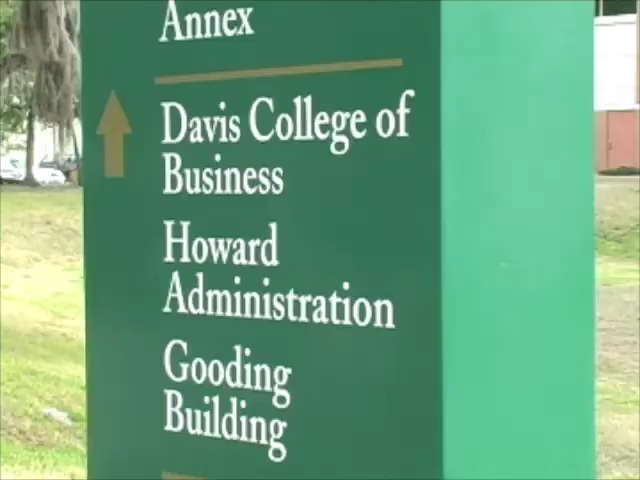 Annex
Davis College of
Business
Howard
Administration
Gooding
Building